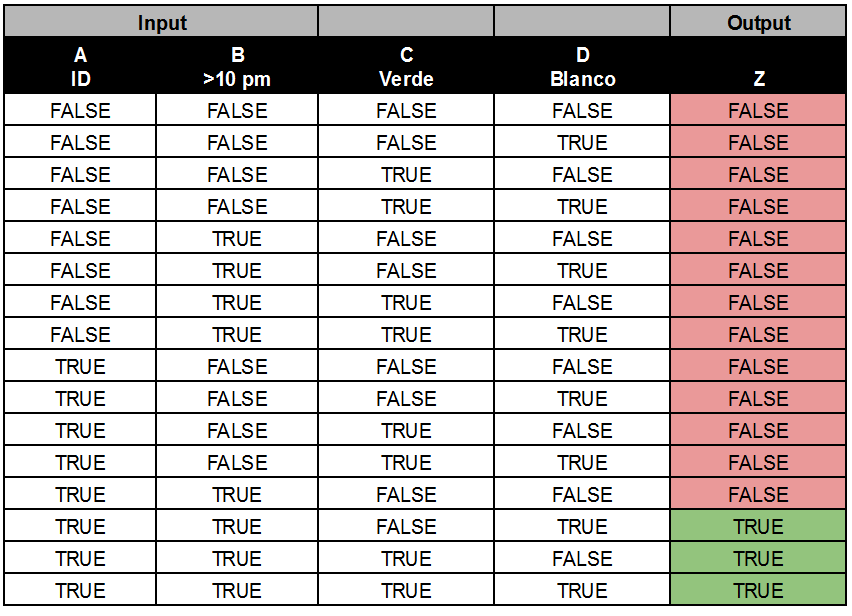 Input Output
A B C D
ID >10 pm Verde Blanco Z
FALSE FALSE FALSE FALSE FALSE
FALSE FALSE FALSE TRUE FALSE
FALSE FALSE TRUE FALSE FALSE
FALSE FALSE TRUE TRUE FALSE
FALSE TRUE FALSE FALSE FALSE
FALSE TRUE FALSE TRUE FALSE
FALSE TRUE TRUE FALSE FALSE
FALSE TRUE TRUE TRUE FALSE
TRUE FALSE FALSE FALSE FALSE
TRUE FALSE FALSE TRUE FALSE
TRUE FALSE TRUE FALSE FALSE
TRUE FALSE TRUE TRUE FALSE
TRUE TRUE FALSE FALSE FALSE
TRUE TRUE FALSE TRUE TRUE
TRUE TRUE TRUE FALSE TRUE
TRUE TRUE TRUE TRUE TRUE